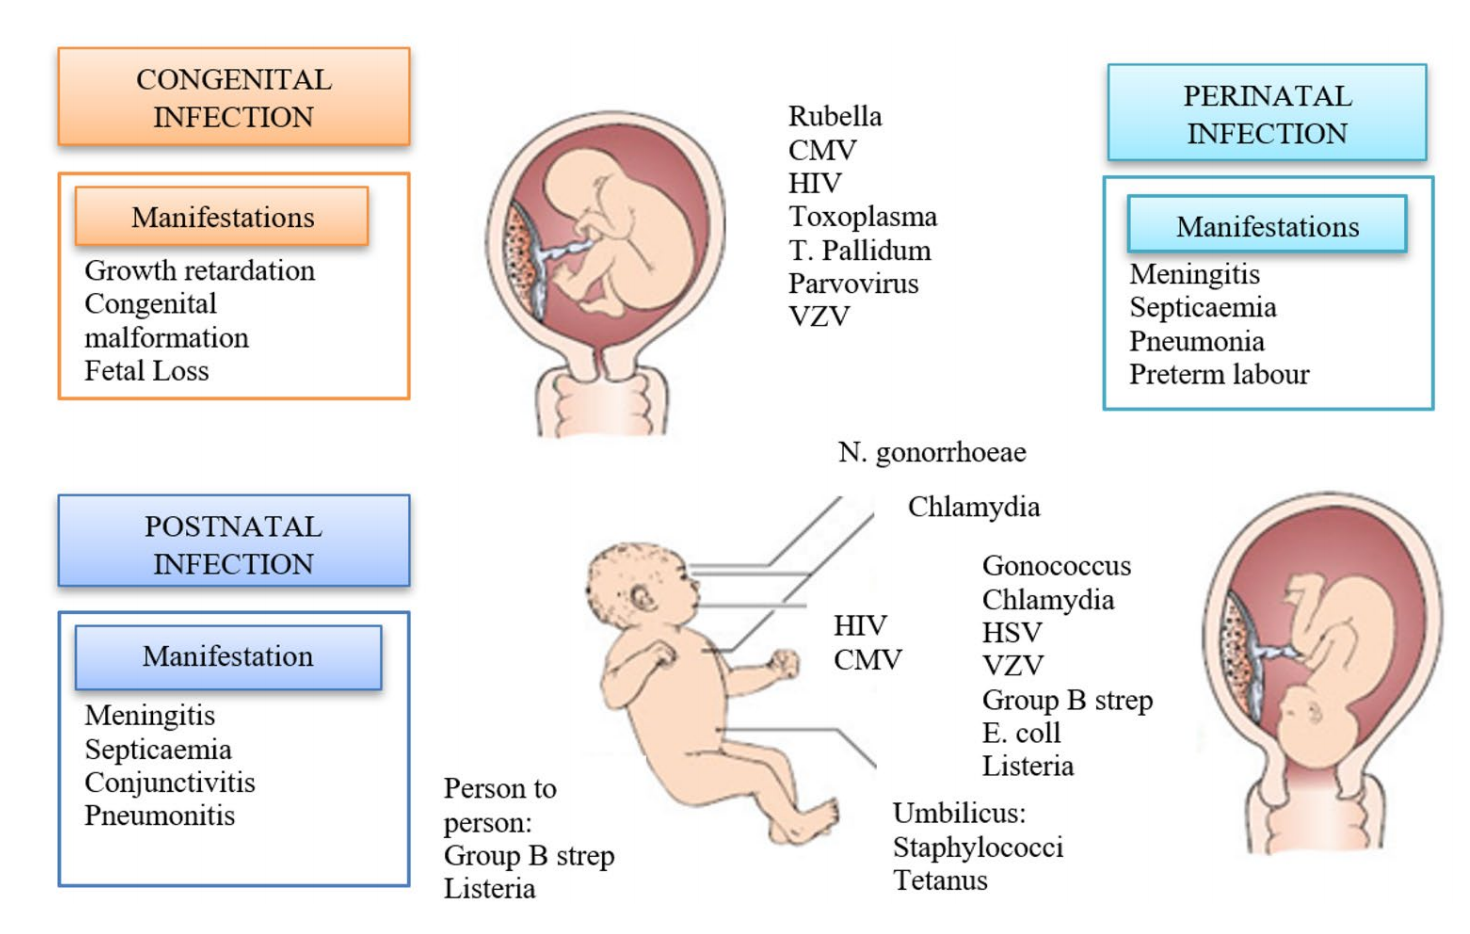 CONGENITAL
INFECTION
Manifestations
Growth retardation
Congenital
malformation
Fetal Loss
Rubella
CMV
HIV
Toxoplasma
T. Pallidum
Parvovirus
VZV
PERINATAL
INFECTION
Manifestations
Meningitis
Septicaemia
Pneumonia
Preterm labour
POSTNATAL
INFECTION
Manifestation
Meningitis
Septicaemia
Conjunctivitis
Pneumonitis
N. gonorrhoeae
Chlamydia
HIV
CMV
Gonococcus
Chlamydia
HSV
VZV
Group B strep
E. coll
Listeria
Person to
person:
Group B strep
Listeria
Umbilicus:
Staphylococci
Tetanus